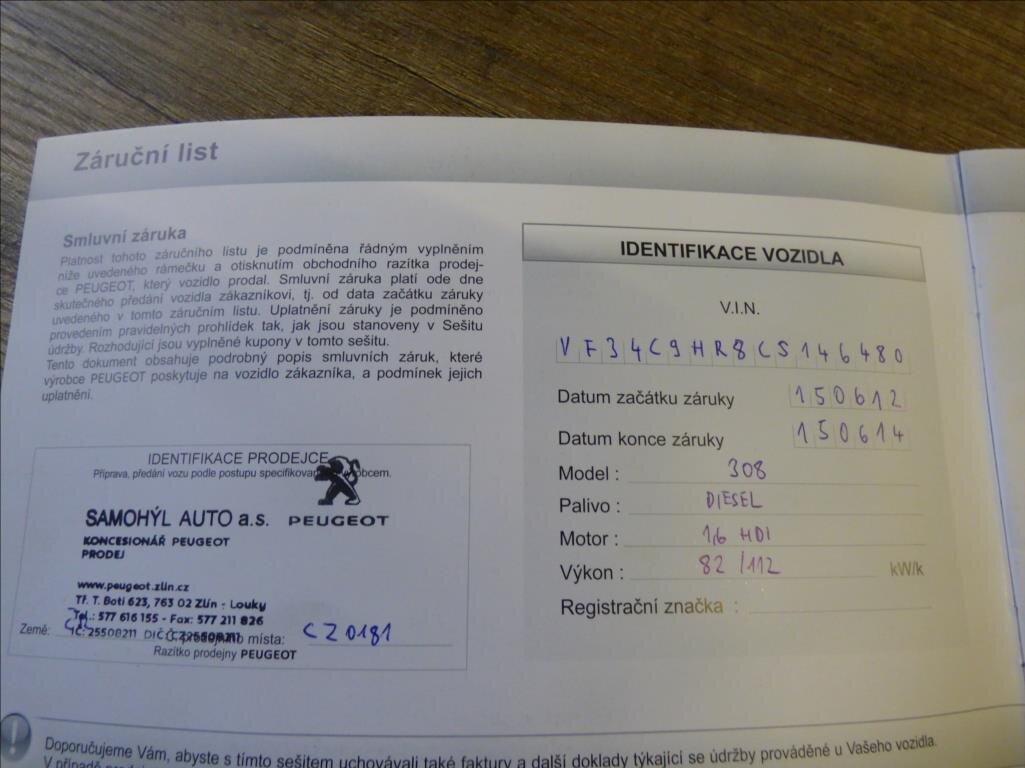 Záruční list
Smluvní záruka
Platnost tohoto záručního listu je podmíněna řádným vyplněním
níže uvedeného rámečku a otisknutím obchodního razítka prodej-
ce PEUGEOT, který vozidlo prodal. Smluvní záruka platí ode dne
skutečného předání vozidla zákazníkovi, tj. od data začátku záruky
uvedeného v tomto záručním listu. Uplatnění záruky je podmíněno
provedením pravidelných prohlídek tak, jak jsou stanoveny v Sešitu
údržby. Rozhodující jsou vyplněné kupony v tomto sešitu.
Tento dokument obsahuje podrobný popis smluvních záruk, které
výrobce PEUGEOT poskytuje na vozidlo zákazníka, a podmínek jejich
uplatnění.
IDENTIFIKACE PRODEJCE
Příprava, předání vozu podle postupu
SAMOHÝL AUTO a.s. PEUGEOT
KONCESIONÁŘ PEUGEOT
PRODEJ
www.peugeot.zlin.cz
Tř. T. Bati 623, 763 02 Zlín - Louky
Tel.: 577 616 155 - Fax: 577 211 826
Země: IČ: 25508211 místa: CZ0181
Razítko prodejny PEUGEOT
IDENTIFIKACE VOZIDLA
V.I.N.
VF34C9HR8CS146480
Datum začátku záruky 150612
Datum konce záruky 150614
Model : 308
Palivo : DIESEL
Motor : 1,6 HDI
Výkon : 82/112 kW/k
Registrační značka :
Doporučujeme Vám, abyste s tímto sešitem uchovávali také faktury a další doklady týkající se údržby prováděné u Vašeho vozidla.
V případě